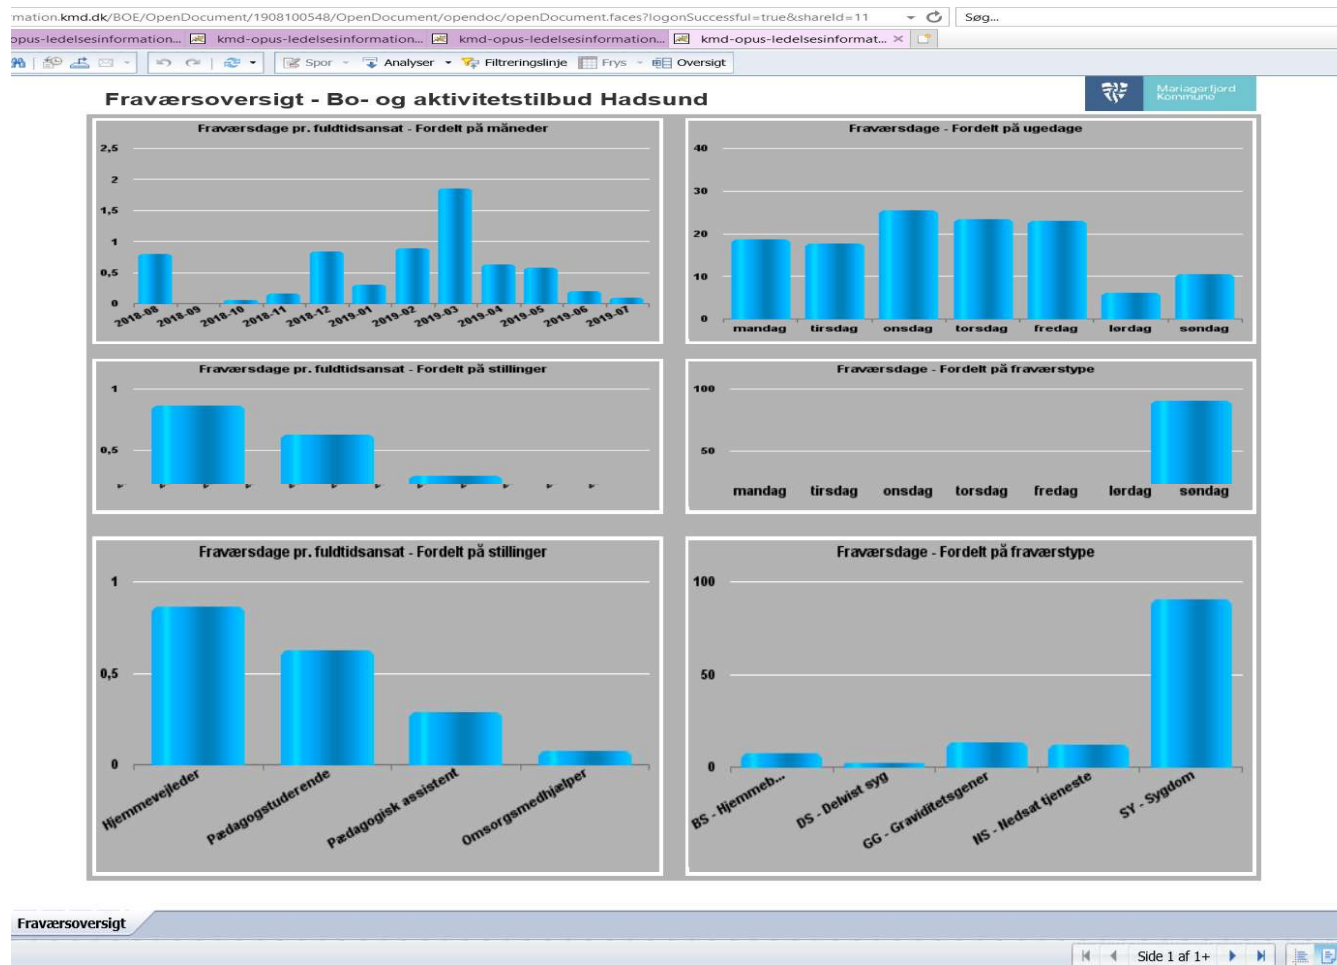 rmation.kmd.dk/BOE/OpenDocument/1908100548/OpenDocument/opendoc/openDocument.faces?logonSuccessful=true&shareId=11 Søg...
opus-ledelsesinformation... kmd-opus-ledelsesinformation... kmd-opus-ledelsesinformation... kmd-opus-ledelsesinformat...
Spor Analyser Filtreringslinje Frys Oversigt
Fraværsoversigt - Bo- og aktivitetstilbud Hadsund
Mariagerfjord
Kommune
Fraværsdage pr. fuldtidsansat - Fordelt på måneder
2,5
2
1,5
1
0,5
0
2018-08 2018-09 2018-10 2018-11 2018-12 2019-01 2019-02 2019-03 2019-04 2019-05 2019-06 2019-07
Fraværsdage - Fordelt på ugedage
40
30
20
10
0
mandag tirsdag onsdag torsdag fredag lørdag søndag
Fraværsdage pr. fuldtidsansat - Fordelt på stillinger
1
0,5
Fraværsdage - Fordelt på fraværstype
100
50
mandag tirsdag onsdag torsdag fredag lørdag søndag
Fraværsdage pr. fuldtidsansat - Fordelt på stillinger
1
0,5
0
Hjemmevejleder Pædagogstuderende Pædagogisk assistent Omsorgsmedhjælper
Fraværsdage - Fordelt på fraværstype
100
50
0
BS - Hjemmeb... DS - Delvist syg GG - Graviditetsgener NS - Nedsat tjeneste SY - Sygdom
Fraværsoversigt
Side 1 af 1+